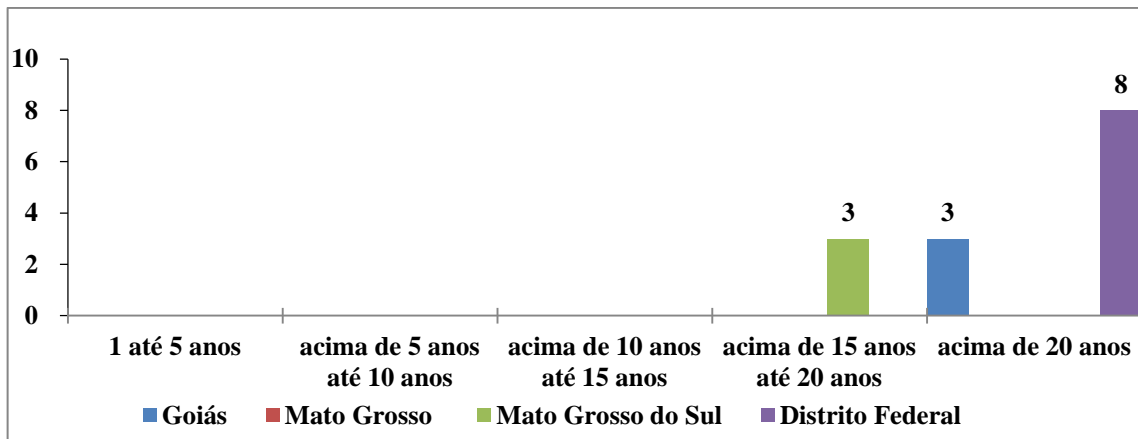 10
8
6
4
2
0
3
3
8
1 até 5 anos
acima de 5 anos
até 10 anos
acima de 10 anos
até 15 anos
acima de 15 anos
até 20 anos
acima de 20 anos
Goiás
Mato Grosso
Mato Grosso do Sul
Distrito Federal